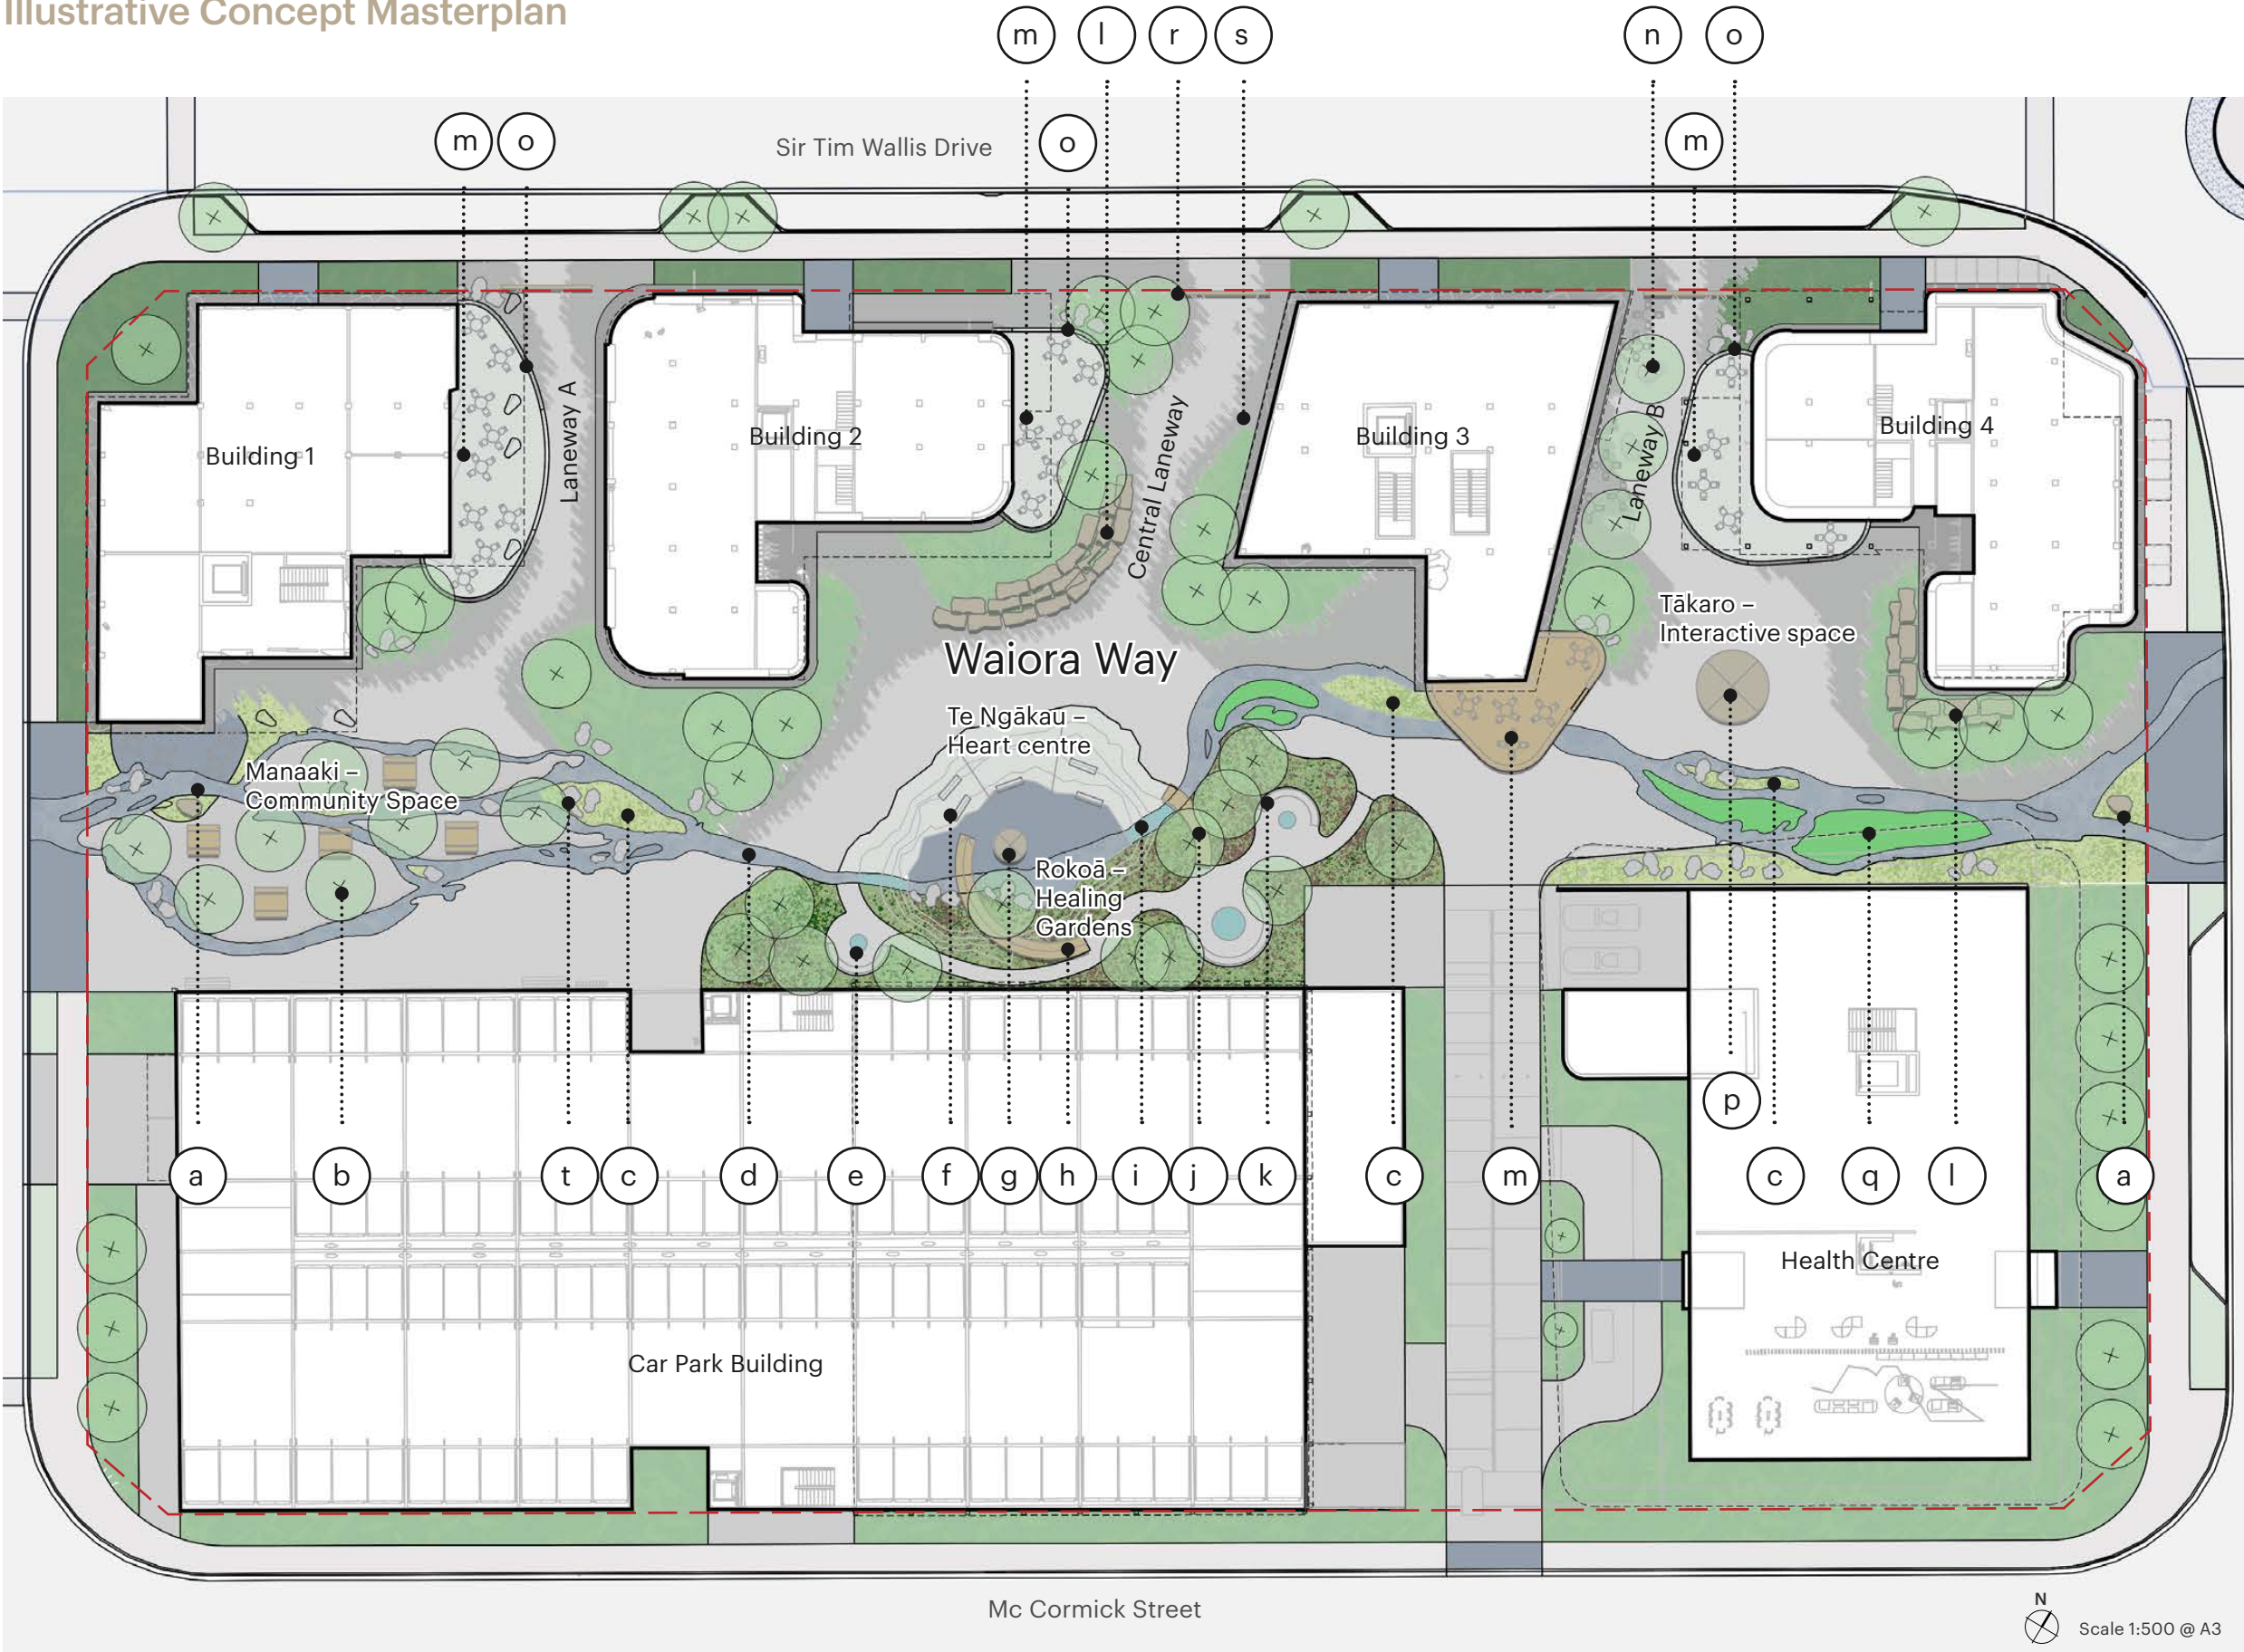 Illustrative Concept Masterplan
m
l
r
s
n
o
m
o
Sir Tim Wallis Drive
o
m
Building 1
Laneway A
Building 2
Central Laneway
Building 3
Laneway B
Building 4
Tākaro –
Interactive space
Waiora Way
Te Ngākau –
Heart centre
Manaaki –
Community Space
Rokoā –
Healing
Gardens
p
a
b
t
c
d
e
f
g
h
i
j
k
c
m
c
q
l
a
Health Centre
Car Park Building
Mc Cormick Street
N
Scale 1:500 @ A3